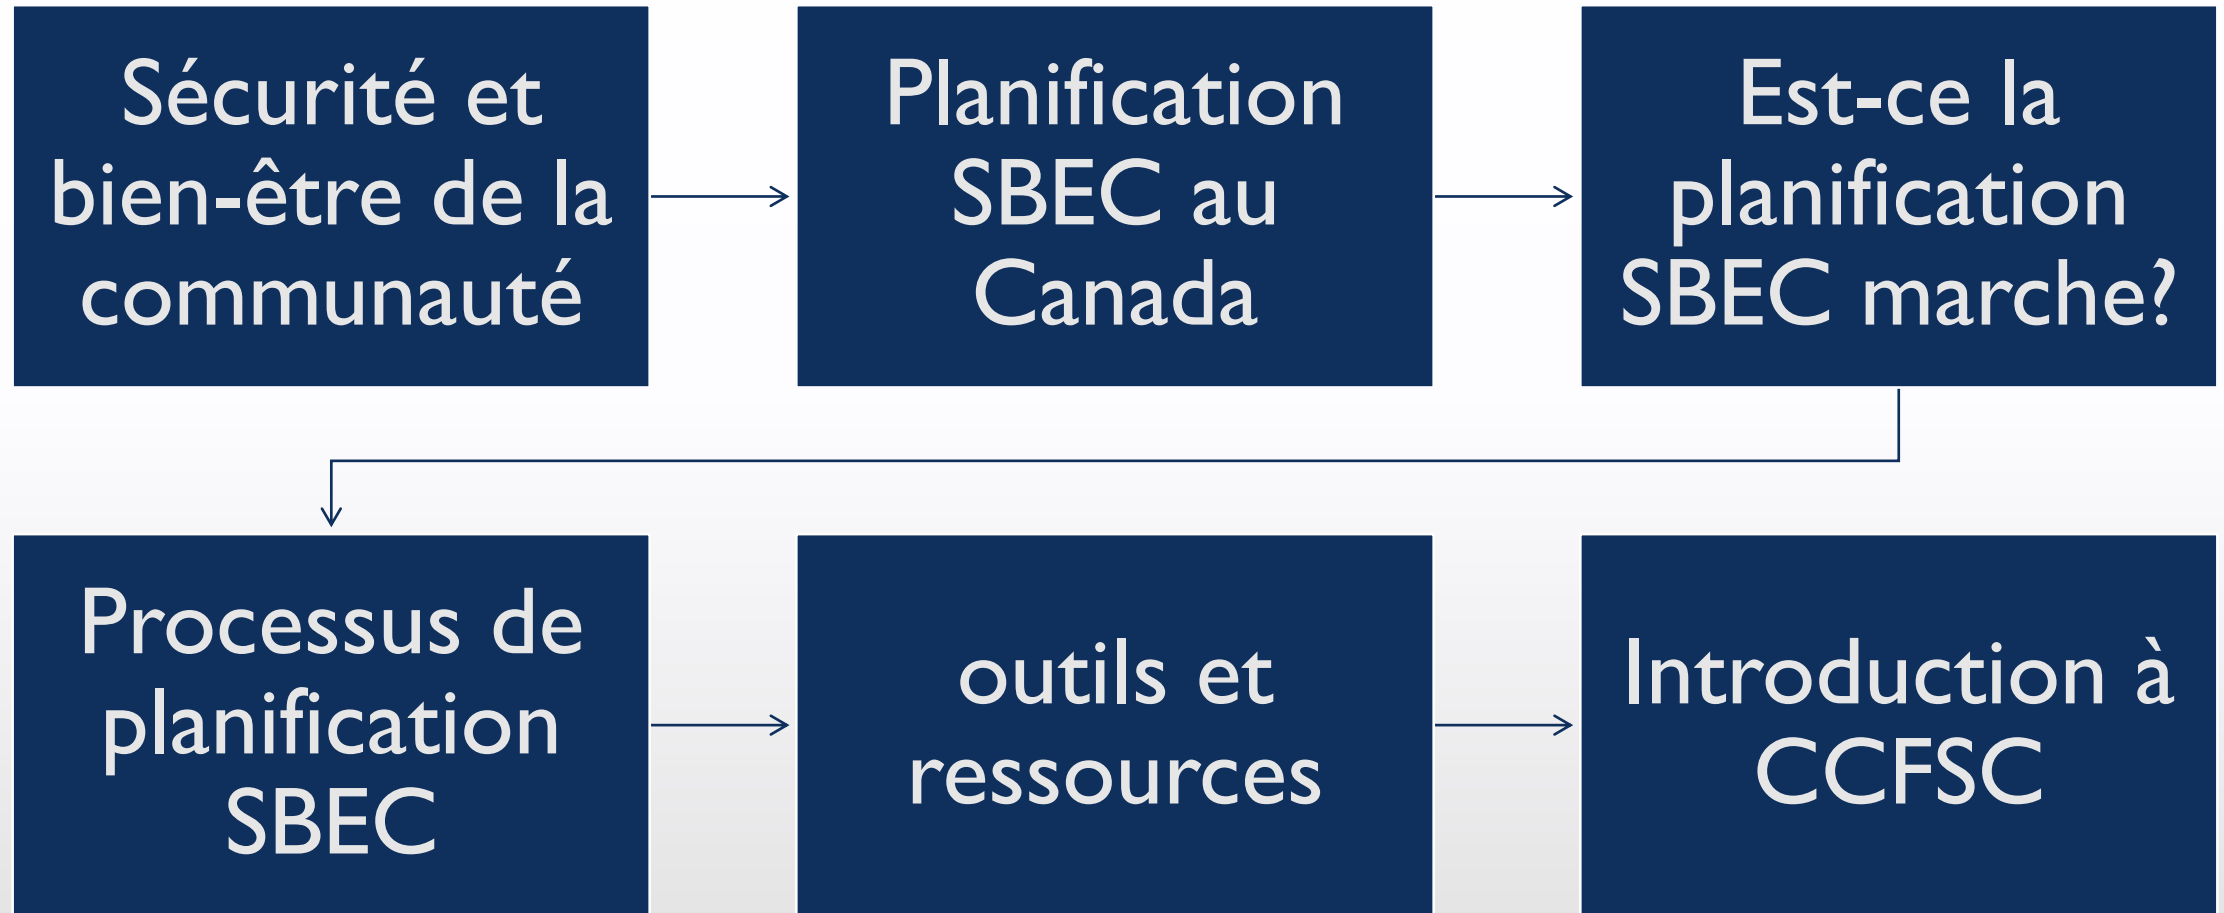 Sécurité et
bien-être de la
communauté
Planification
SBEC au
Canada
Est-ce la
planification
SBEC marche?
Processus de
planification
SBEC
outils et
ressources
Introduction à
CCFSC